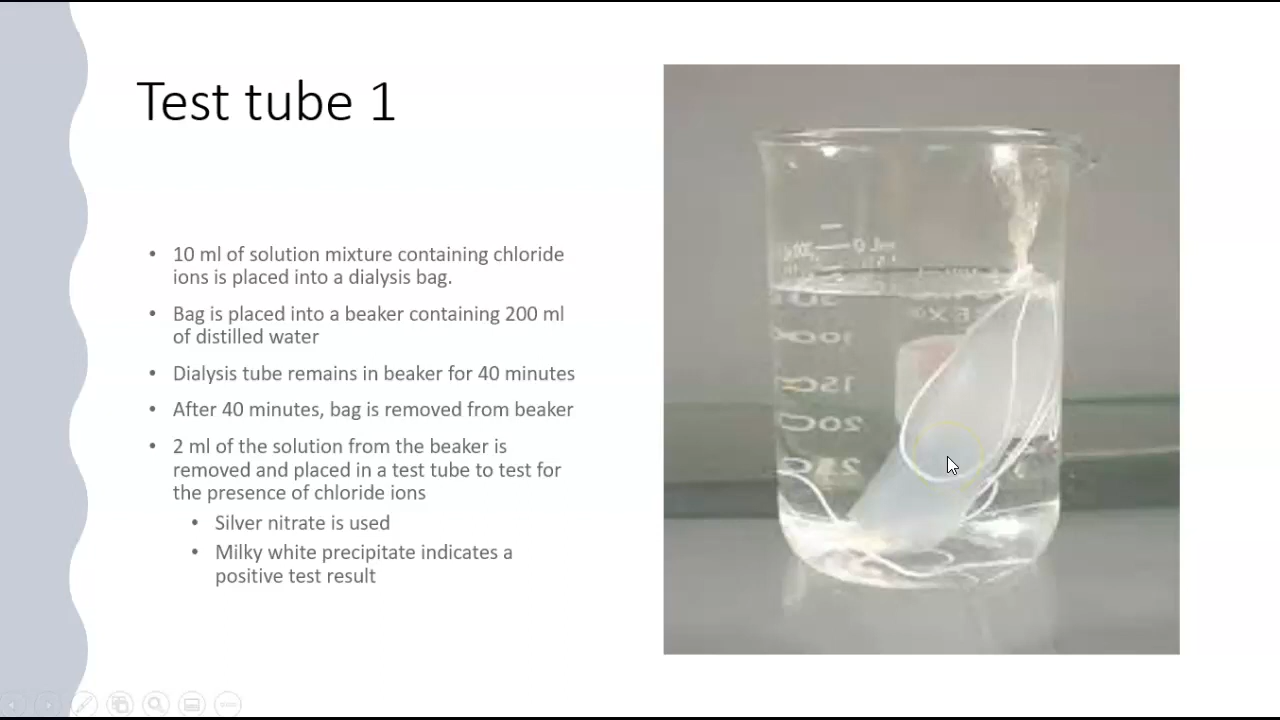 Test tube 1
• 10 ml of solution mixture containing chloride
ions is placed into a dialysis bag.
• Bag is placed into a beaker containing 200 ml
of distilled water
• Dialysis tube remains in beaker for 40 minutes
• After 40 minutes, bag is removed from beaker
• 2 ml of the solution from the beaker is
removed and placed in a test tube to test for
the presence of chloride ions
• Silver nitrate is used
• Milky white precipitate indicates a
positive test result